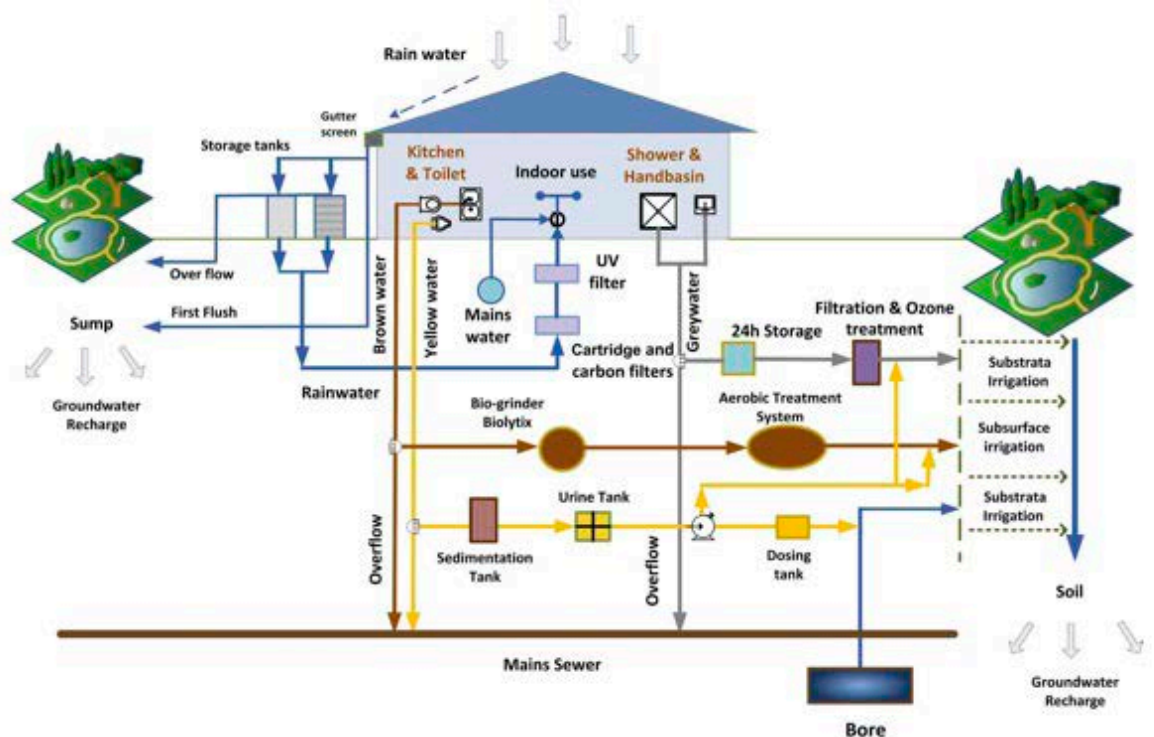 Rain water
Gutter
screen
Storage tanks
Kitchen
& Toilet
Indoor use
Shower &
Handbasin
Over flow
First Flush
Sump
Groundwater
Recharge
Rainwater
Brown water
Yellow water
Mains
water
UV
filter
Cartridge and
carbon filters
Greywater
24h Storage
Filtration & Ozone
treatment
Bio-grinder
Biolytix
Aerobic Treatment
System
Substrata
Irrigation
Subsurface
irrigation
Substrata
Irrigation
Urine Tank
Sedimentation
Tank
Dosing
tank
Overflow
Overflow
Mains Sewer
Bore
Soil
Groundwater
Recharge